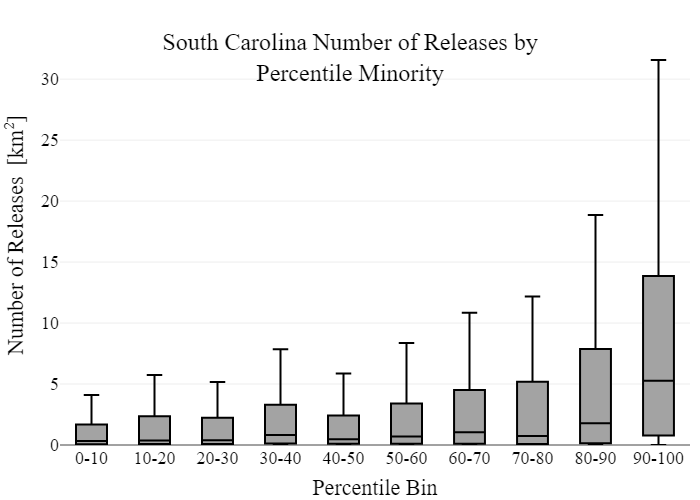 South Carolina Number of Releases by
Percentile Minority
Number of Releases [km²]
30
25
20
15
10
5
0
0-10 10-20 20-30 30-40 40-50 50-60 60-70 70-80 80-90 90-100
Percentile Bin